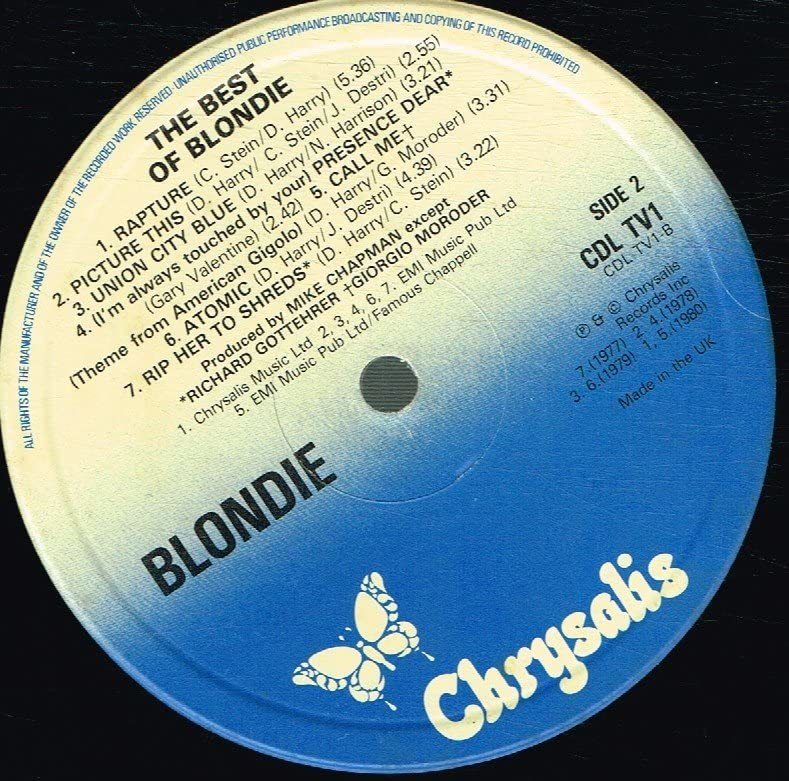 ALL RIGHTS OF THE MANUFACTURER AND OF THE OWNER OF THE RECORDED WORK RESERVED · UNAUTHORISED PUBLIC PERFORMANCE BROADCASTING AND COPYING OF THIS RECORD PROHIBITED
THE BEST
OF BLONDIE
1. RAPTURE (C. Stein/D. Harry) (5.36)
2. PICTURE THIS (D. Harry/ C. Stein/J. Destri) (2.55)
3. UNION CITY BLUE (D. Harry/N. Harrison) (3.21)
4. (I'm always touched by your) PRESENCE DEAR*
(Gary Valentine) (2.42) 5. CALL ME†
(Theme from American Gigolo) (D. Harry/G. Moroder) (3.31)
6. ATOMIC (D. Harry/J. Destri) (4.39)
7. RIP HER TO SHREDS* (D. Harry/C. Stein) (3.22)
Produced by MIKE CHAPMAN except
*RICHARD GOTTEHRER †GIORGIO MORODER
1. Chrysalis Music Ltd 2, 3, 4, 6, 7. EMI Music Pub Ltd
5. EMI Music Pub Ltd/Famous Chappell
SIDE 2
CDL TV1
CDL TV1-B
℗ & © Chrysalis
Records Inc
7.(1977) 2, 4.(1978)
3. 6.(1979) 1, 5.(1980)
Made in the UK
BLONDIE
Chrysalis